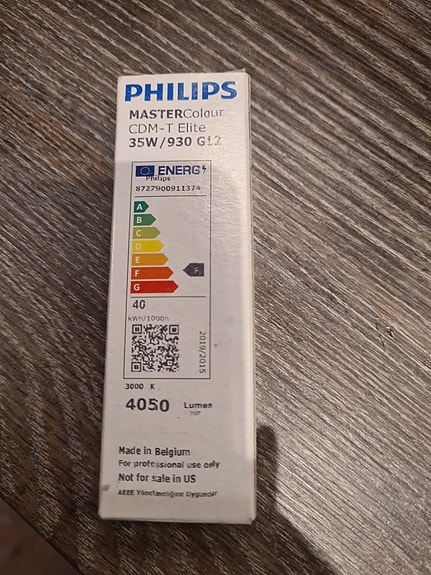 PHILIPS
MASTERColour
CDM-T Elite
35W/930 G12
ENERG
Philips
8727900911374
A
B
C
D
E
F
G
F
40
kWh/1000h
2019/2015
3000 K
4050 Lumen
Made in Belgium
For professional use only
Not for sale in US
AEEE Yönetmeliğine Uygundur